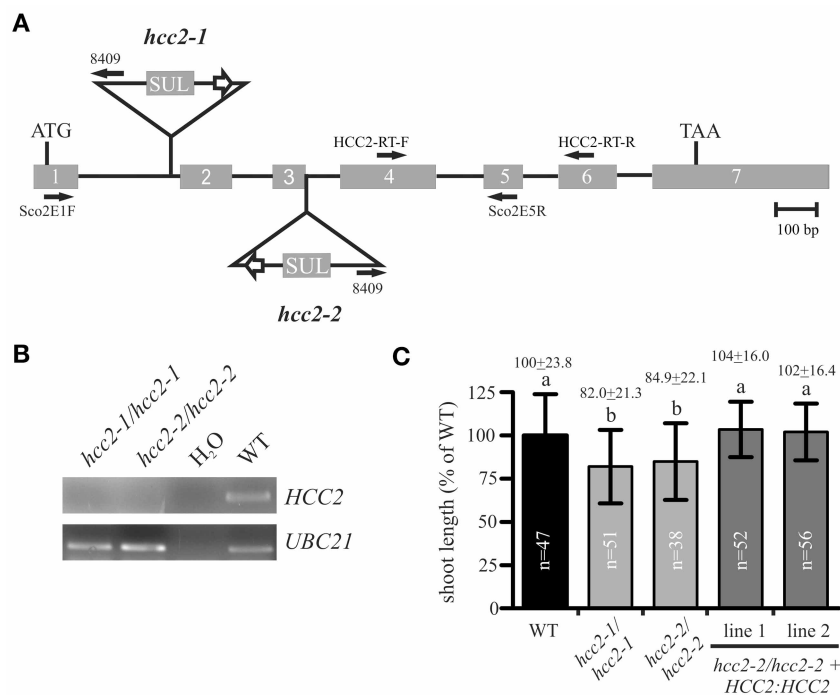 A
hcc2-1
8409
SUL
ATG
HCC2-RT-F
HCC2-RT-R
TAA
1
2
3
4
5
6
7
Sco2E1F
Sco2E5R
100 bp
SUL
8409
hcc2-2
B
hcc2-1/hcc2-1
hcc2-2/hcc2-2
H₂O
WT
HCC2
UBC21
C
100±23.8
82.0±21.3
84.9±22.1
104±16.0
102±16.4
a
b
b
a
a
shoot length (% of WT)
125
100
75
50
25
0
n=47
n=51
n=38
n=52
n=56
WT
hcc2-1/
hcc2-1
hcc2-2/
hcc2-2
line 1
line 2
hcc2-2/hcc2-2 +
HCC2:HCC2